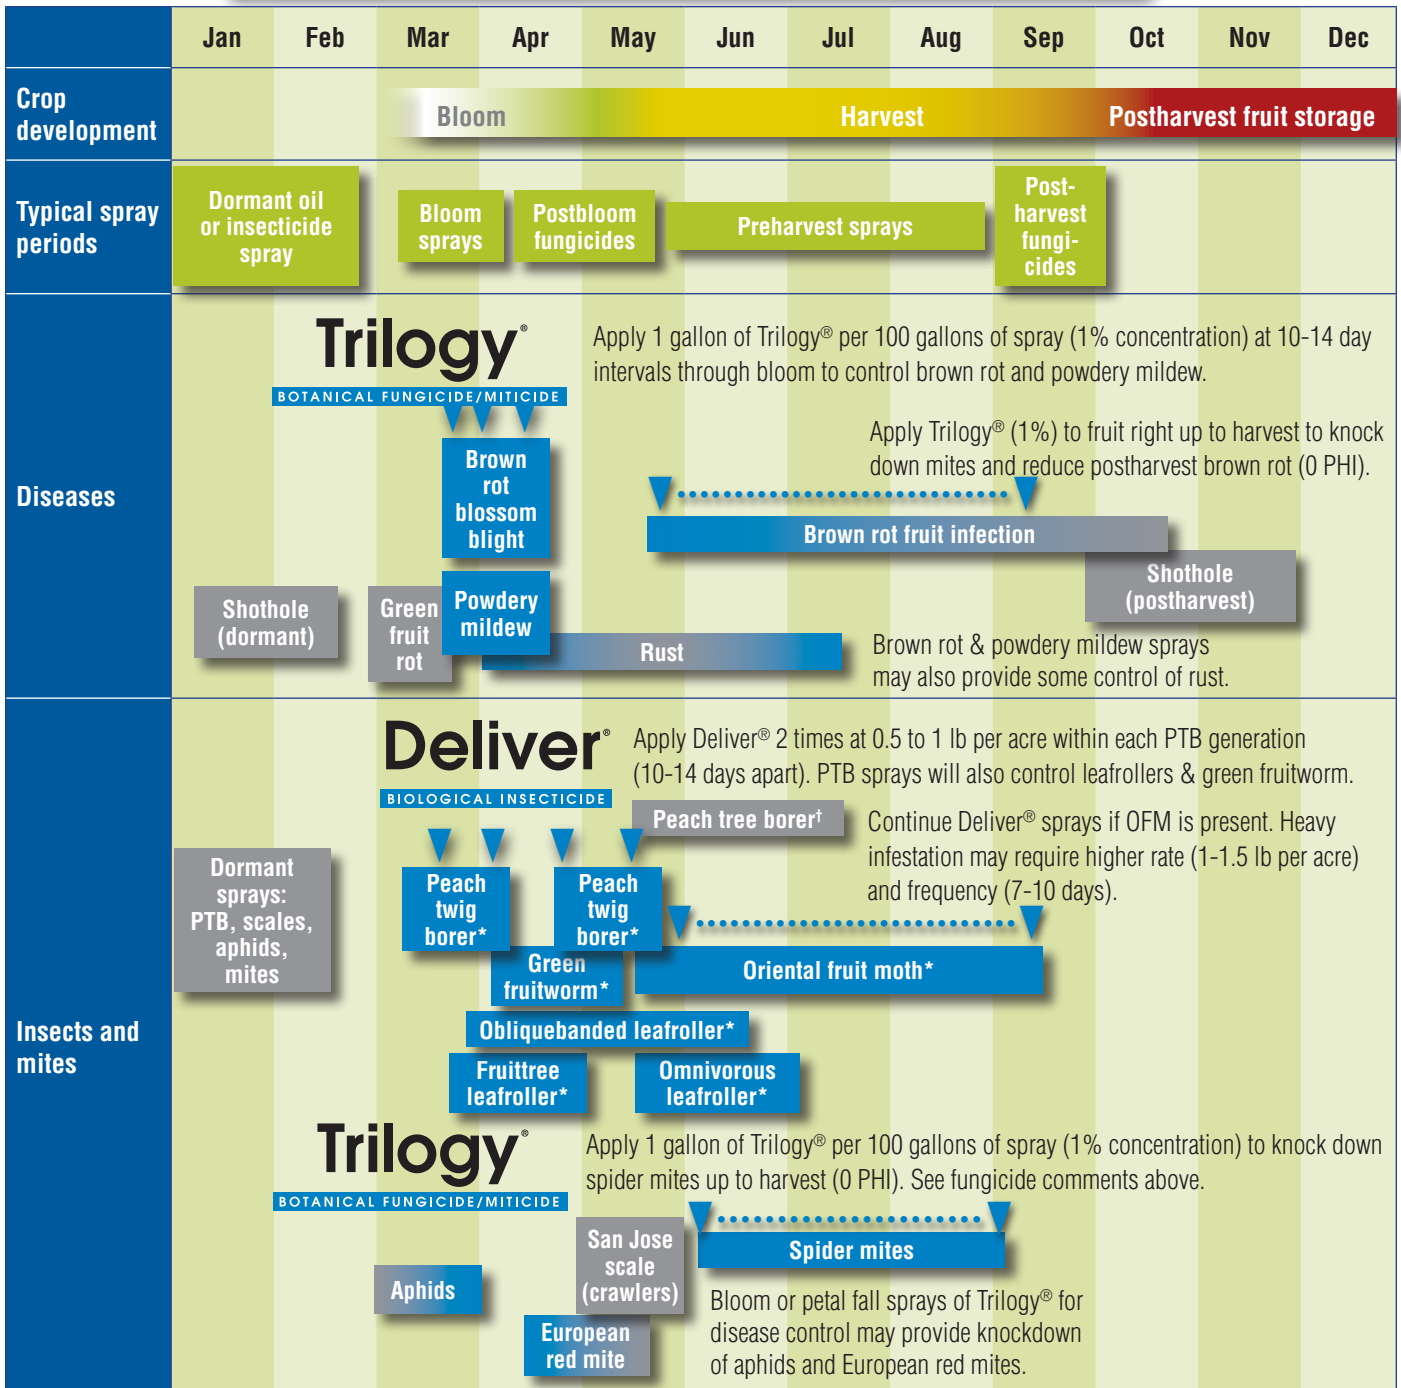 Jan Feb Mar Apr May Jun Jul Aug Sep Oct Nov Dec
Crop
development
Bloom Harvest Postharvest fruit storage
Typical spray
periods
Dormant oil
or insecticide
spray
Bloom
sprays
Postbloom
fungicides
Preharvest sprays
Post-
harvest
fungi-
cides
Diseases
Trilogy®
BOTANICAL FUNGICIDE/MITICIDE
Apply 1 gallon of Trilogy® per 100 gallons of spray (1% concentration) at 10-14 day
intervals through bloom to control brown rot and powdery mildew.
Apply Trilogy® (1%) to fruit right up to harvest to knock
down mites and reduce postharvest brown rot (0 PHI).
Brown
rot
blossom
blight
Brown rot fruit infection
Shothole
(postharvest)
Shothole
(dormant)
Green
fruit
rot
Powdery
mildew
Rust
Brown rot & powdery mildew sprays
may also provide some control of rust.
Insects and
mites
Deliver®
BIOLOGICAL INSECTICIDE
Apply Deliver® 2 times at 0.5 to 1 lb per acre within each PTB generation
(10-14 days apart). PTB sprays will also control leafrollers & green fruitworm.
Peach tree borer†
Continue Deliver® sprays if OFM is present. Heavy
infestation may require higher rate (1-1.5 lb per acre)
and frequency (7-10 days).
Dormant
sprays:
PTB, scales,
aphids,
mites
Peach
twig
borer*
Peach
twig
borer*
Green
fruitworm*
Oriental fruit moth*
Obliquebanded leafroller*
Fruittree
leafroller*
Omnivorous
leafroller*
Trilogy®
BOTANICAL FUNGICIDE/MITICIDE
Apply 1 gallon of Trilogy® per 100 gallons of spray (1% concentration) to knock down
spider mites up to harvest (0 PHI). See fungicide comments above.
San Jose
scale
(crawlers)
Spider mites
Aphids
European
red mite
Bloom or petal fall sprays of Trilogy® for
disease control may provide knockdown
of aphids and European red mites.